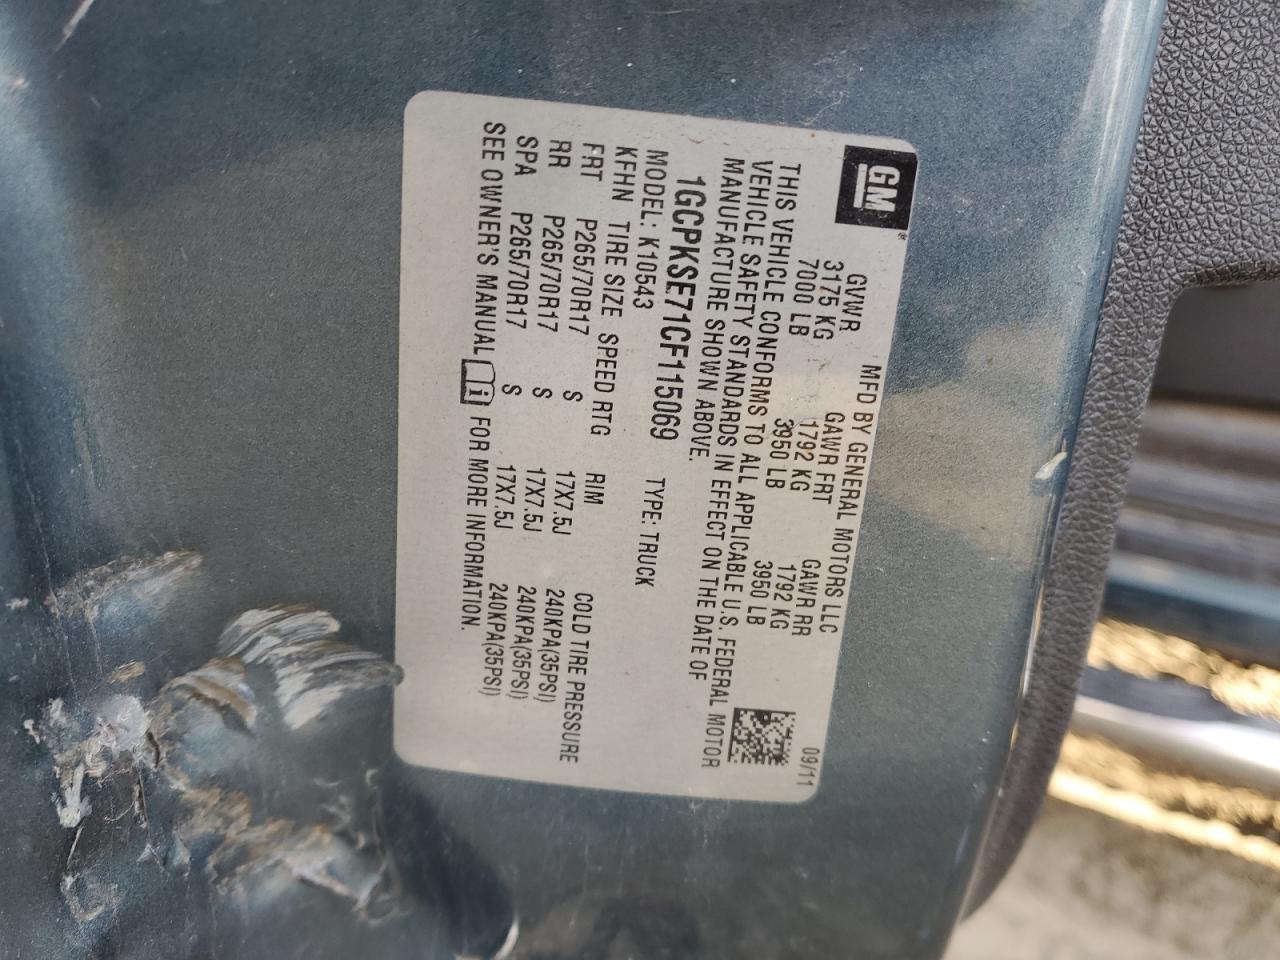 GM
MFD BY GENERAL MOTORS LLC 09/11
GVWR GAWR FRT GAWR RR
3175 KG 1792 KG 1792 KG
7000 LB 3950 LB 3950 LB
THIS VEHICLE CONFORMS TO ALL APPLICABLE U.S. FEDERAL MOTOR
VEHICLE SAFETY STANDARDS IN EFFECT ON THE DATE OF
MANUFACTURE SHOWN ABOVE.
1GCPKSE71CF115069 TYPE: TRUCK
MODEL: K10543
KFHN TIRE SIZE SPEED RTG RIM COLD TIRE PRESSURE
FRT P265/70R17 S 17X7.5J 240KPA(35PSI)
RR P265/70R17 S 17X7.5J 240KPA(35PSI)
SPA P265/70R17 S 17X7.5J 240KPA(35PSI)
SEE OWNER'S MANUAL i FOR MORE INFORMATION.